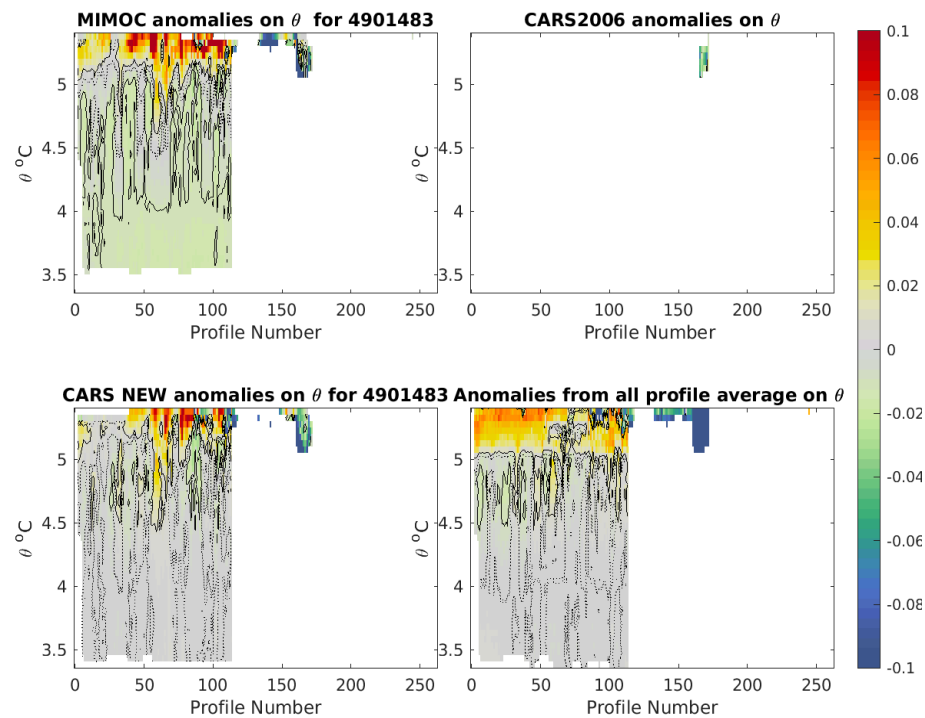 MIMOC anomalies on θ for 4901483
CARS2006 anomalies on θ
θ °C
5
4.5
4
3.5
0 50 100 150 200 250
Profile Number
θ °C
5
4.5
4
3.5
0 50 100 150 200 250
Profile Number
CARS NEW anomalies on θ for 4901483
Anomalies from all profile average on θ
θ °C
5
4.5
4
3.5
0 50 100 150 200 250
Profile Number
θ °C
5
4.5
4
3.5
0 50 100 150 200 250
Profile Number
0.1
0.08
0.06
0.04
0.02
0
-0.02
-0.04
-0.06
-0.08
-0.1